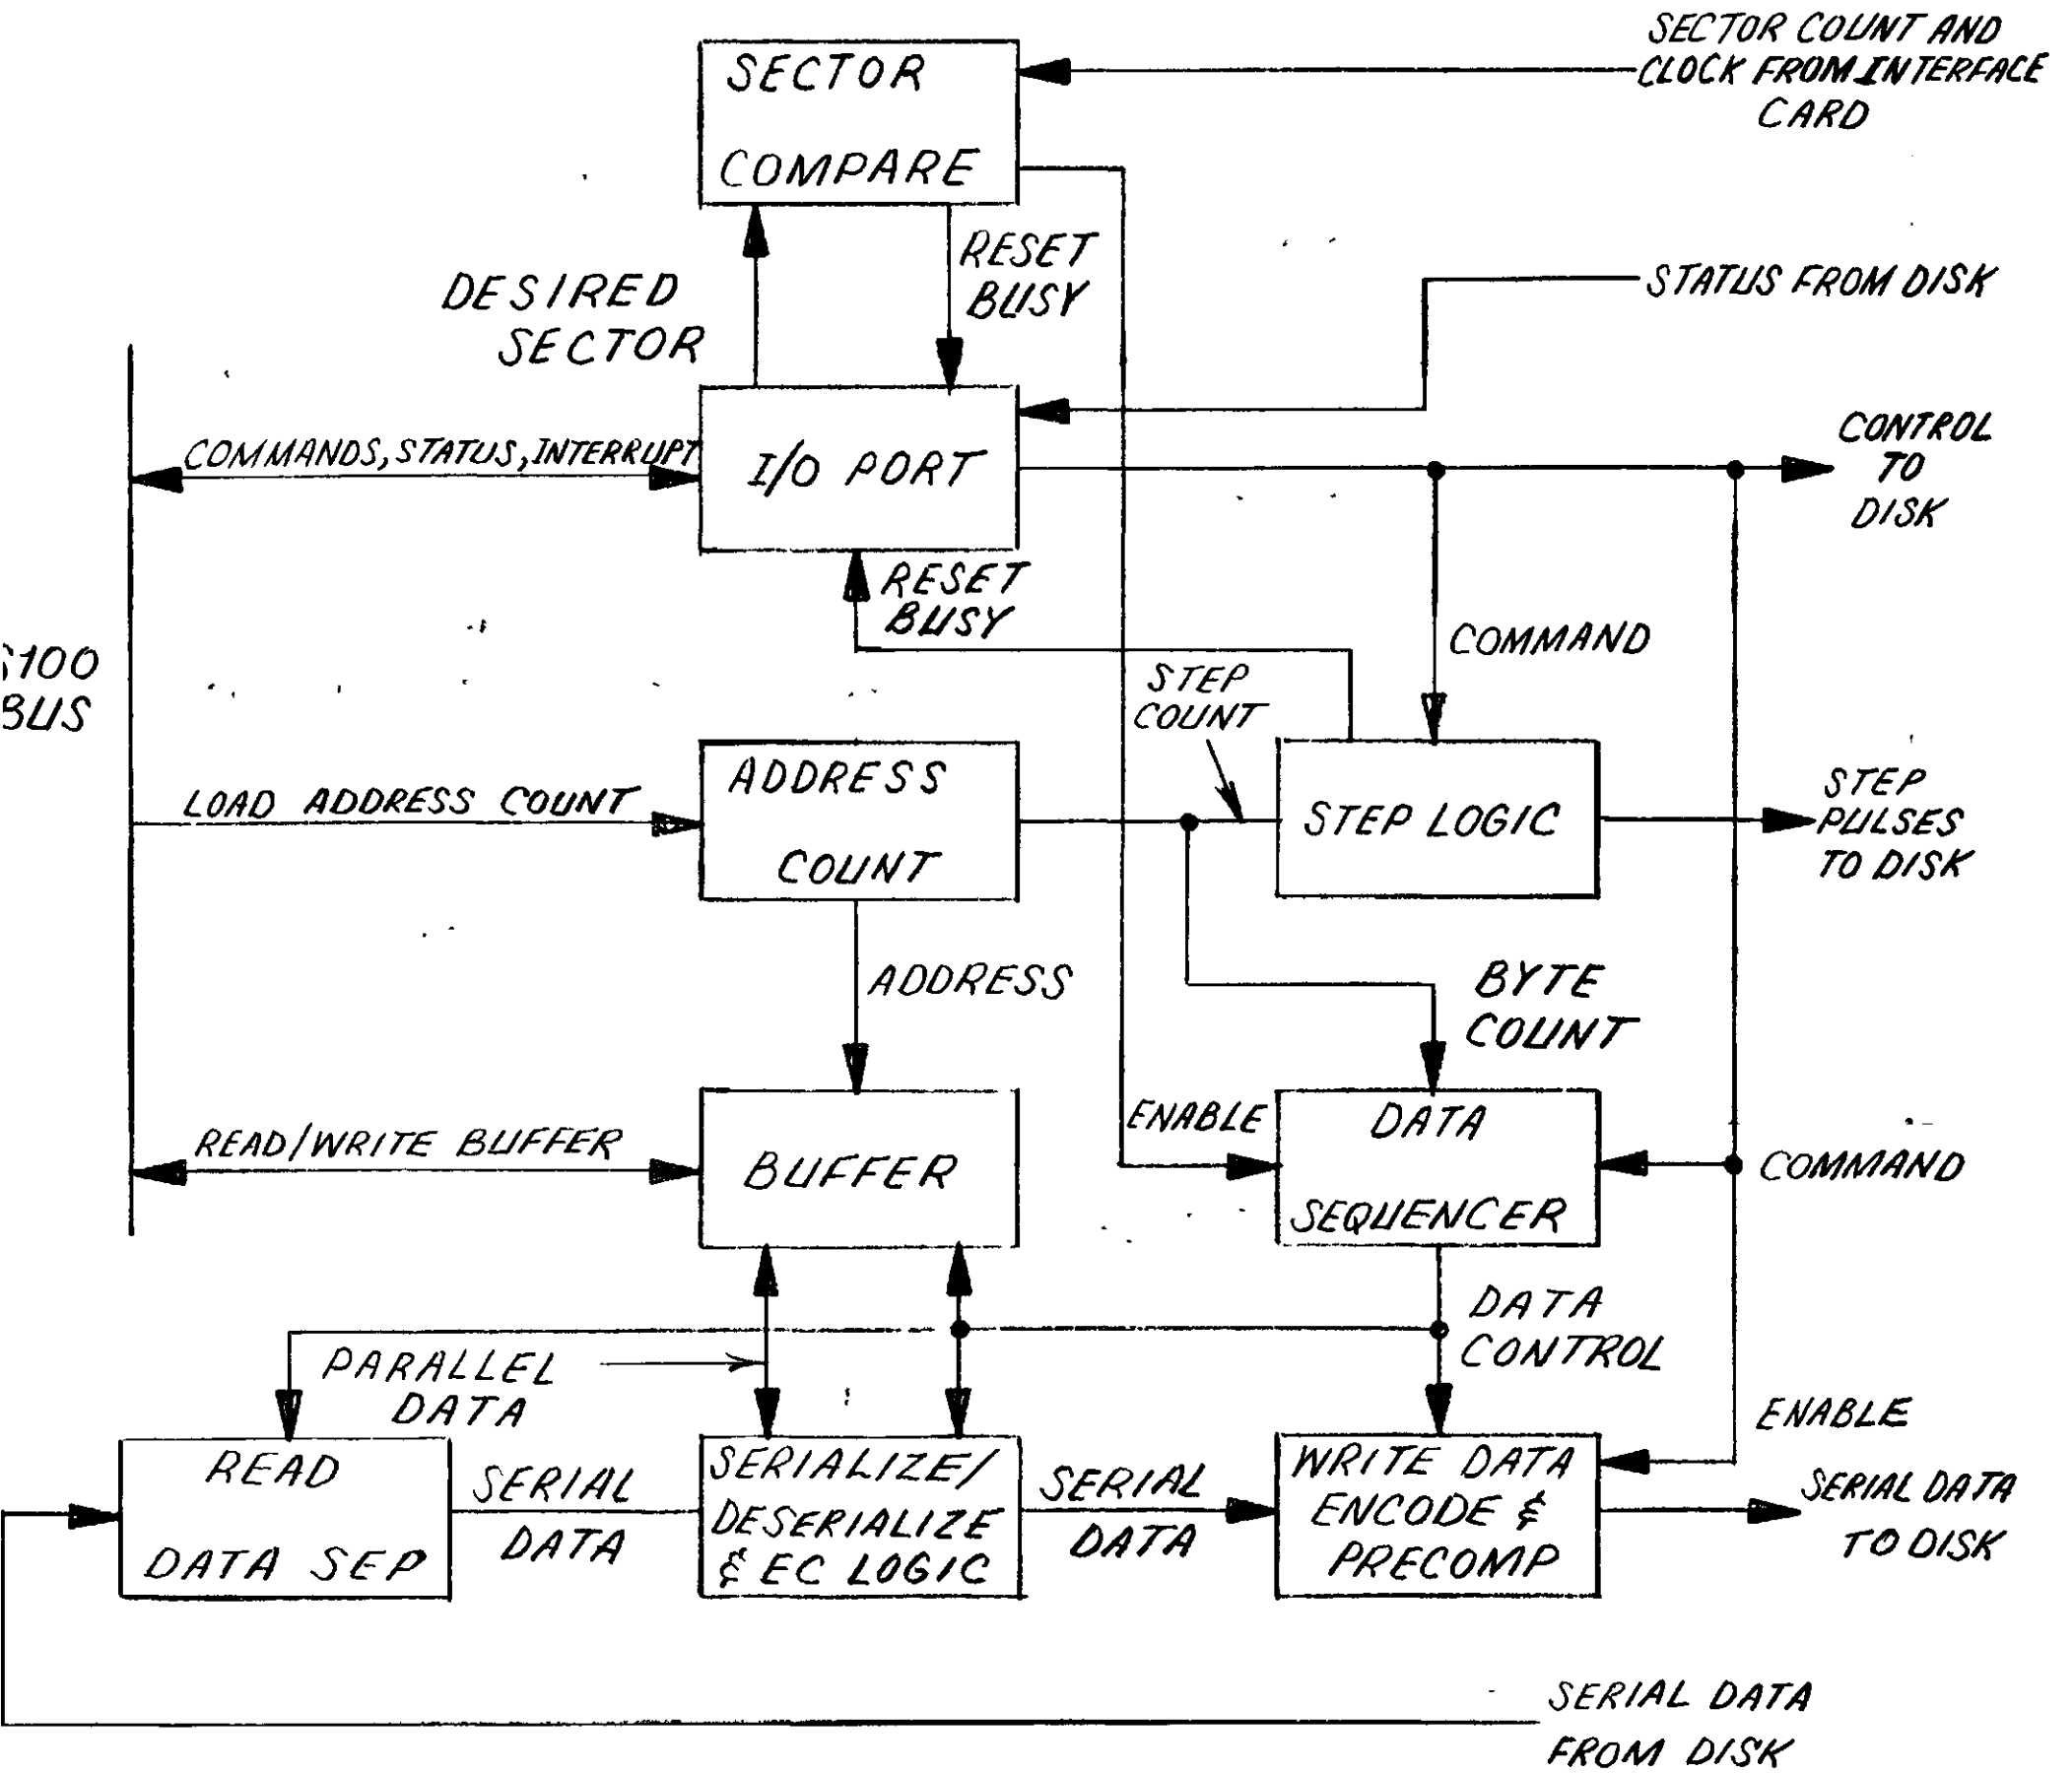 SECTOR COUNT AND
CLOCK FROM INTERFACE
CARD
SECTOR
COMPARE
RESET
BUSY
DESIRED
SECTOR
STATUS FROM DISK
COMMANDS, STATUS, INTERRUPT
I/O PORT
CONTROL
TO
DISK
RESET
BUSY
COMMAND
S100
BUS
STEP
COUNT
LOAD ADDRESS COUNT
ADDRESS
COUNT
STEP LOGIC
STEP
PULSES
TO DISK
ADDRESS
BYTE
COUNT
READ/WRITE BUFFER
BUFFER
ENABLE
DATA
SEQUENCER
COMMAND
DATA
CONTROL
PARALLEL
DATA
ENABLE
READ
DATA SEP
SERIAL
DATA
SERIALIZE/
DESERIALIZE
& EC LOGIC
SERIAL
DATA
WRITE DATA
ENCODE &
PRECOMP
SERIAL DATA
TO DISK
SERIAL DATA
FROM DISK